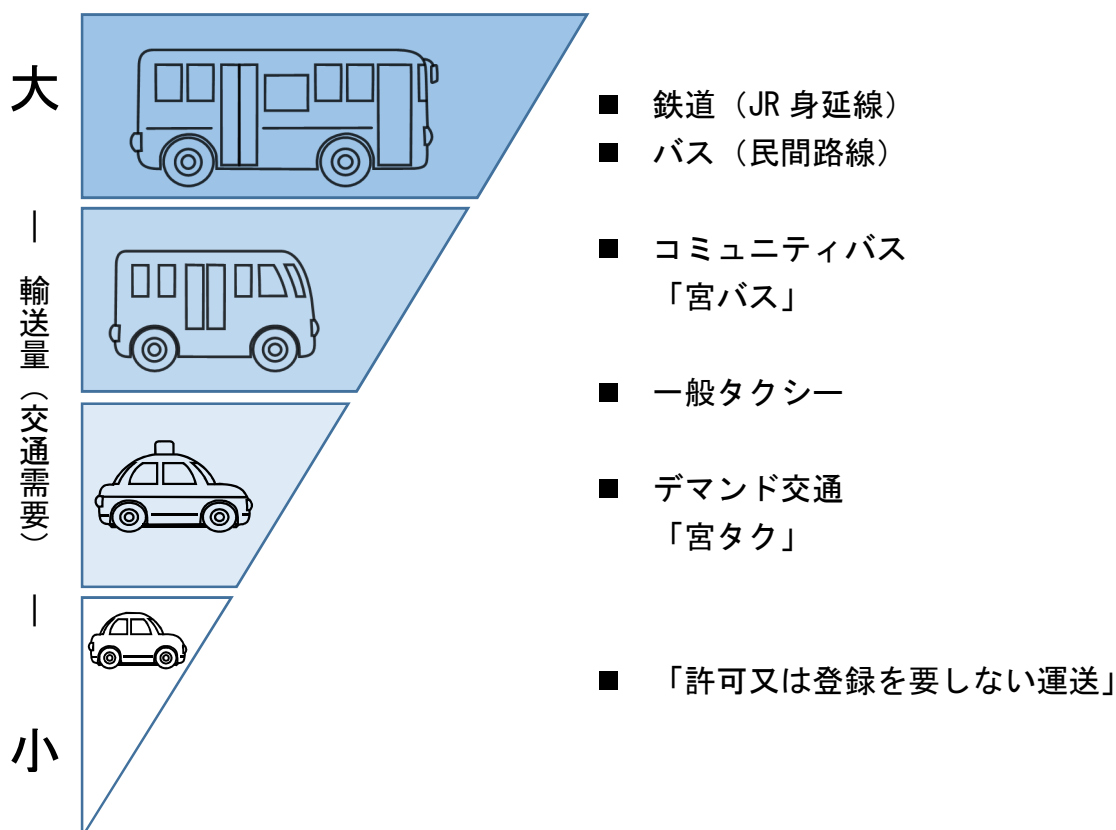 大
｜
輸送量（交通需要）
｜
小
■ 鉄道（JR 身延線）
■ バス（民間路線）
■ コミュニティバス
「宮バス」
■ 一般タクシー
■ デマンド交通
「宮タク」
■ 「許可又は登録を要しない運送」